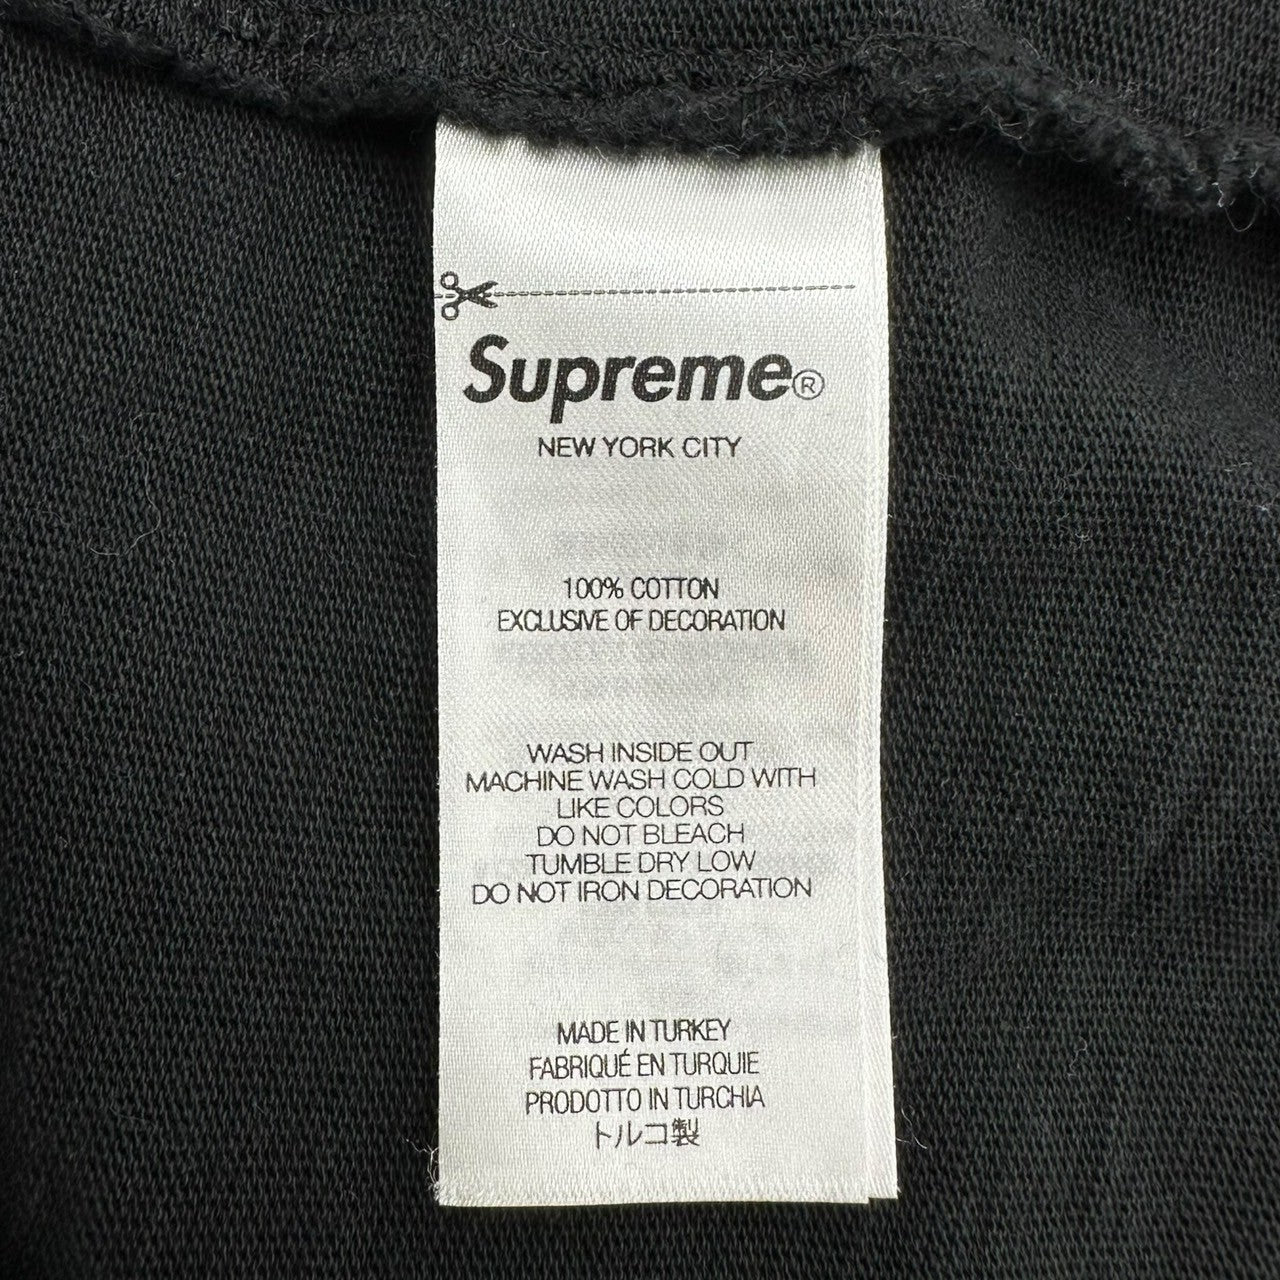 Supreme®
NEW YORK CITY
100% COTTON
EXCLUSIVE OF DECORATION
WASH INSIDE OUT
MACHINE WASH COLD WITH
LIKE COLORS
DO NOT BLEACH
TUMBLE DRY LOW
DO NOT IRON DECORATION
MADE IN TURKEY
FABRIQUÉ EN TURQUIE
PRODOTTO IN TURCHIA
トルコ製